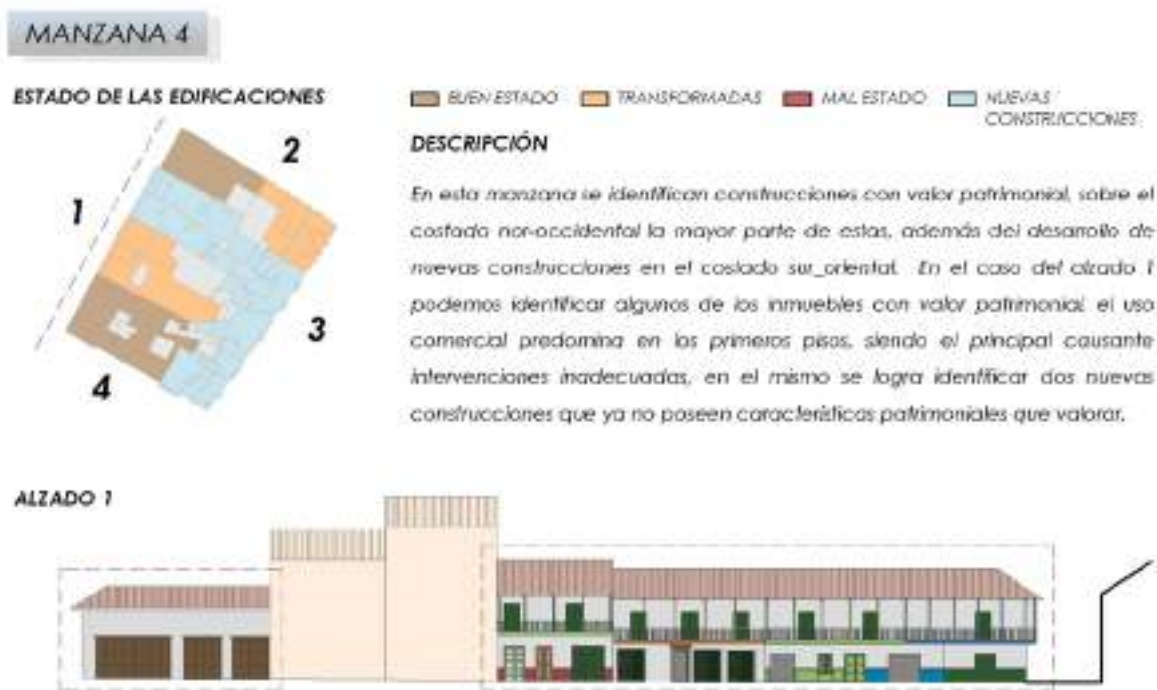 MANZANA 4
ESTADO DE LAS EDIFICACIONES
BUEN ESTADO
TRANSFORMADAS
MAL ESTADO
NUEVAS
CONSTRUCCIONES
DESCRIPCIÓN
En esta manzana se identifican construcciones con valor patrimonial, sobre el
costado nor-occidental la mayor parte de estas, además del desarrollo de
nuevas construcciones en el costado sur_oriental. En el caso del alzado 1
podemos identificar algunos de los inmuebles con valor patrimonial, el uso
comercial predomina en los primeros pisos, siendo el principal causante
intervenciones inadecuadas, en el mismo se logra identificar dos nuevas
construcciones que ya no poseen características patrimoniales que valorar.
2
1
3
4
ALZADO 1